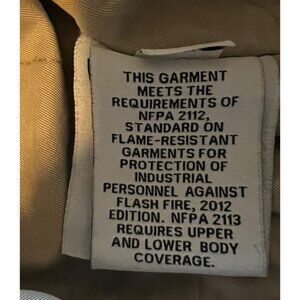 THIS GARMENT
MEETS THE
REQUIREMENTS OF
NFPA 2112,
STANDARD ON
FLAME-RESISTANT
GARMENTS FOR
PROTECTION OF
INDUSTRIAL
PERSONNEL AGAINST
FLASH FIRE, 2012
EDITION. NFPA 2113
REQUIRES UPPER
AND LOWER BODY
COVERAGE.